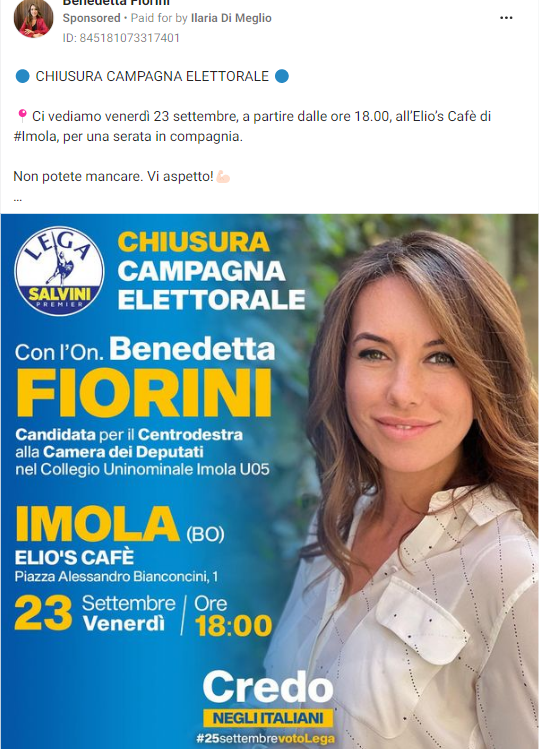 Benedetta Fiorini
Sponsored • Paid for by Ilaria Di Meglio
ID: 845181073317401
🔵 CHIUSURA CAMPAGNA ELETTORALE 🔵
📍Ci vediamo venerdì 23 settembre, a partire dalle ore 18.00, all'Elio's Cafè di
#Imola, per una serata in compagnia.
Non potete mancare. Vi aspetto!💪🏻
...
LEGA
SALVINI
PREMIER
CHIUSURA
CAMPAGNA
ELETTORALE
Con l'On. Benedetta
FIORINI
Candidata per il Centrodestra
alla Camera dei Deputati
nel Collegio Uninominale Imola U05
IMOLA (BO)
ELIO'S CAFÈ
Piazza Alessandro Bianconcini, 1
23 Settembre Venerdì | Ore 18:00
Credo
NEGLI ITALIANI
#25settembrevotoLega